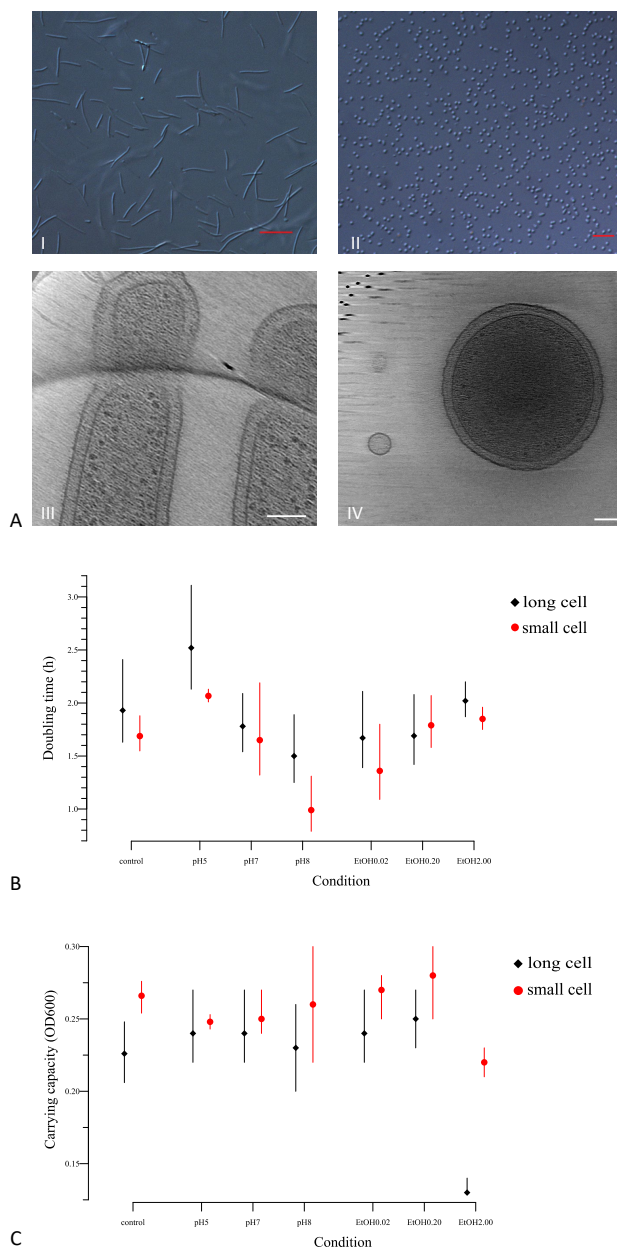 I
II
III
IV
A
3.0
2.5
2.0
1.5
1.0
Doubling time (h)
long cell
small cell
control
pH5
pH7
pH8
EtOH0.02
EtOH0.20
EtOH2.00
Condition
B
0.30
0.25
0.20
0.15
Carrying capacity (OD600)
long cell
small cell
control
pH5
pH7
pH8
EtOH0.02
EtOH0.20
EtOH2.00
Condition
C